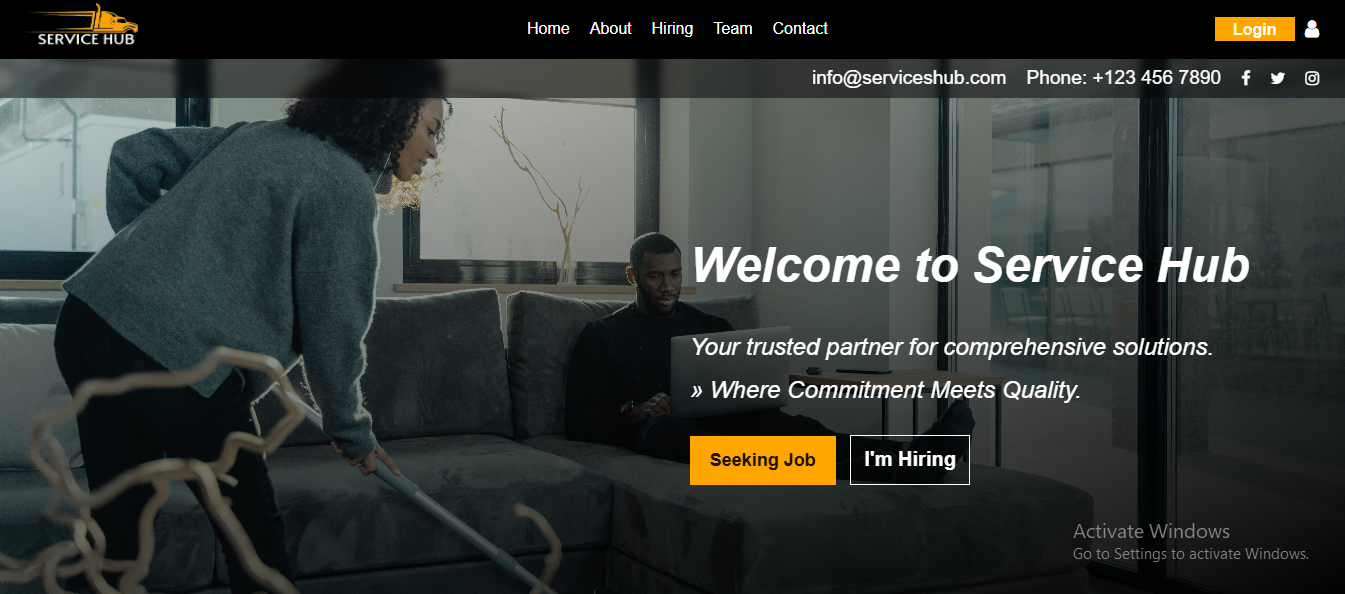 SERVICE HUB
Home About Hiring Team Contact
Login
info@serviceshub.com Phone: +123 456 7890
Welcome to Service Hub
Your trusted partner for comprehensive solutions.
» Where Commitment Meets Quality.
Seeking Job
I'm Hiring
Activate Windows
Go to Settings to activate Windows.